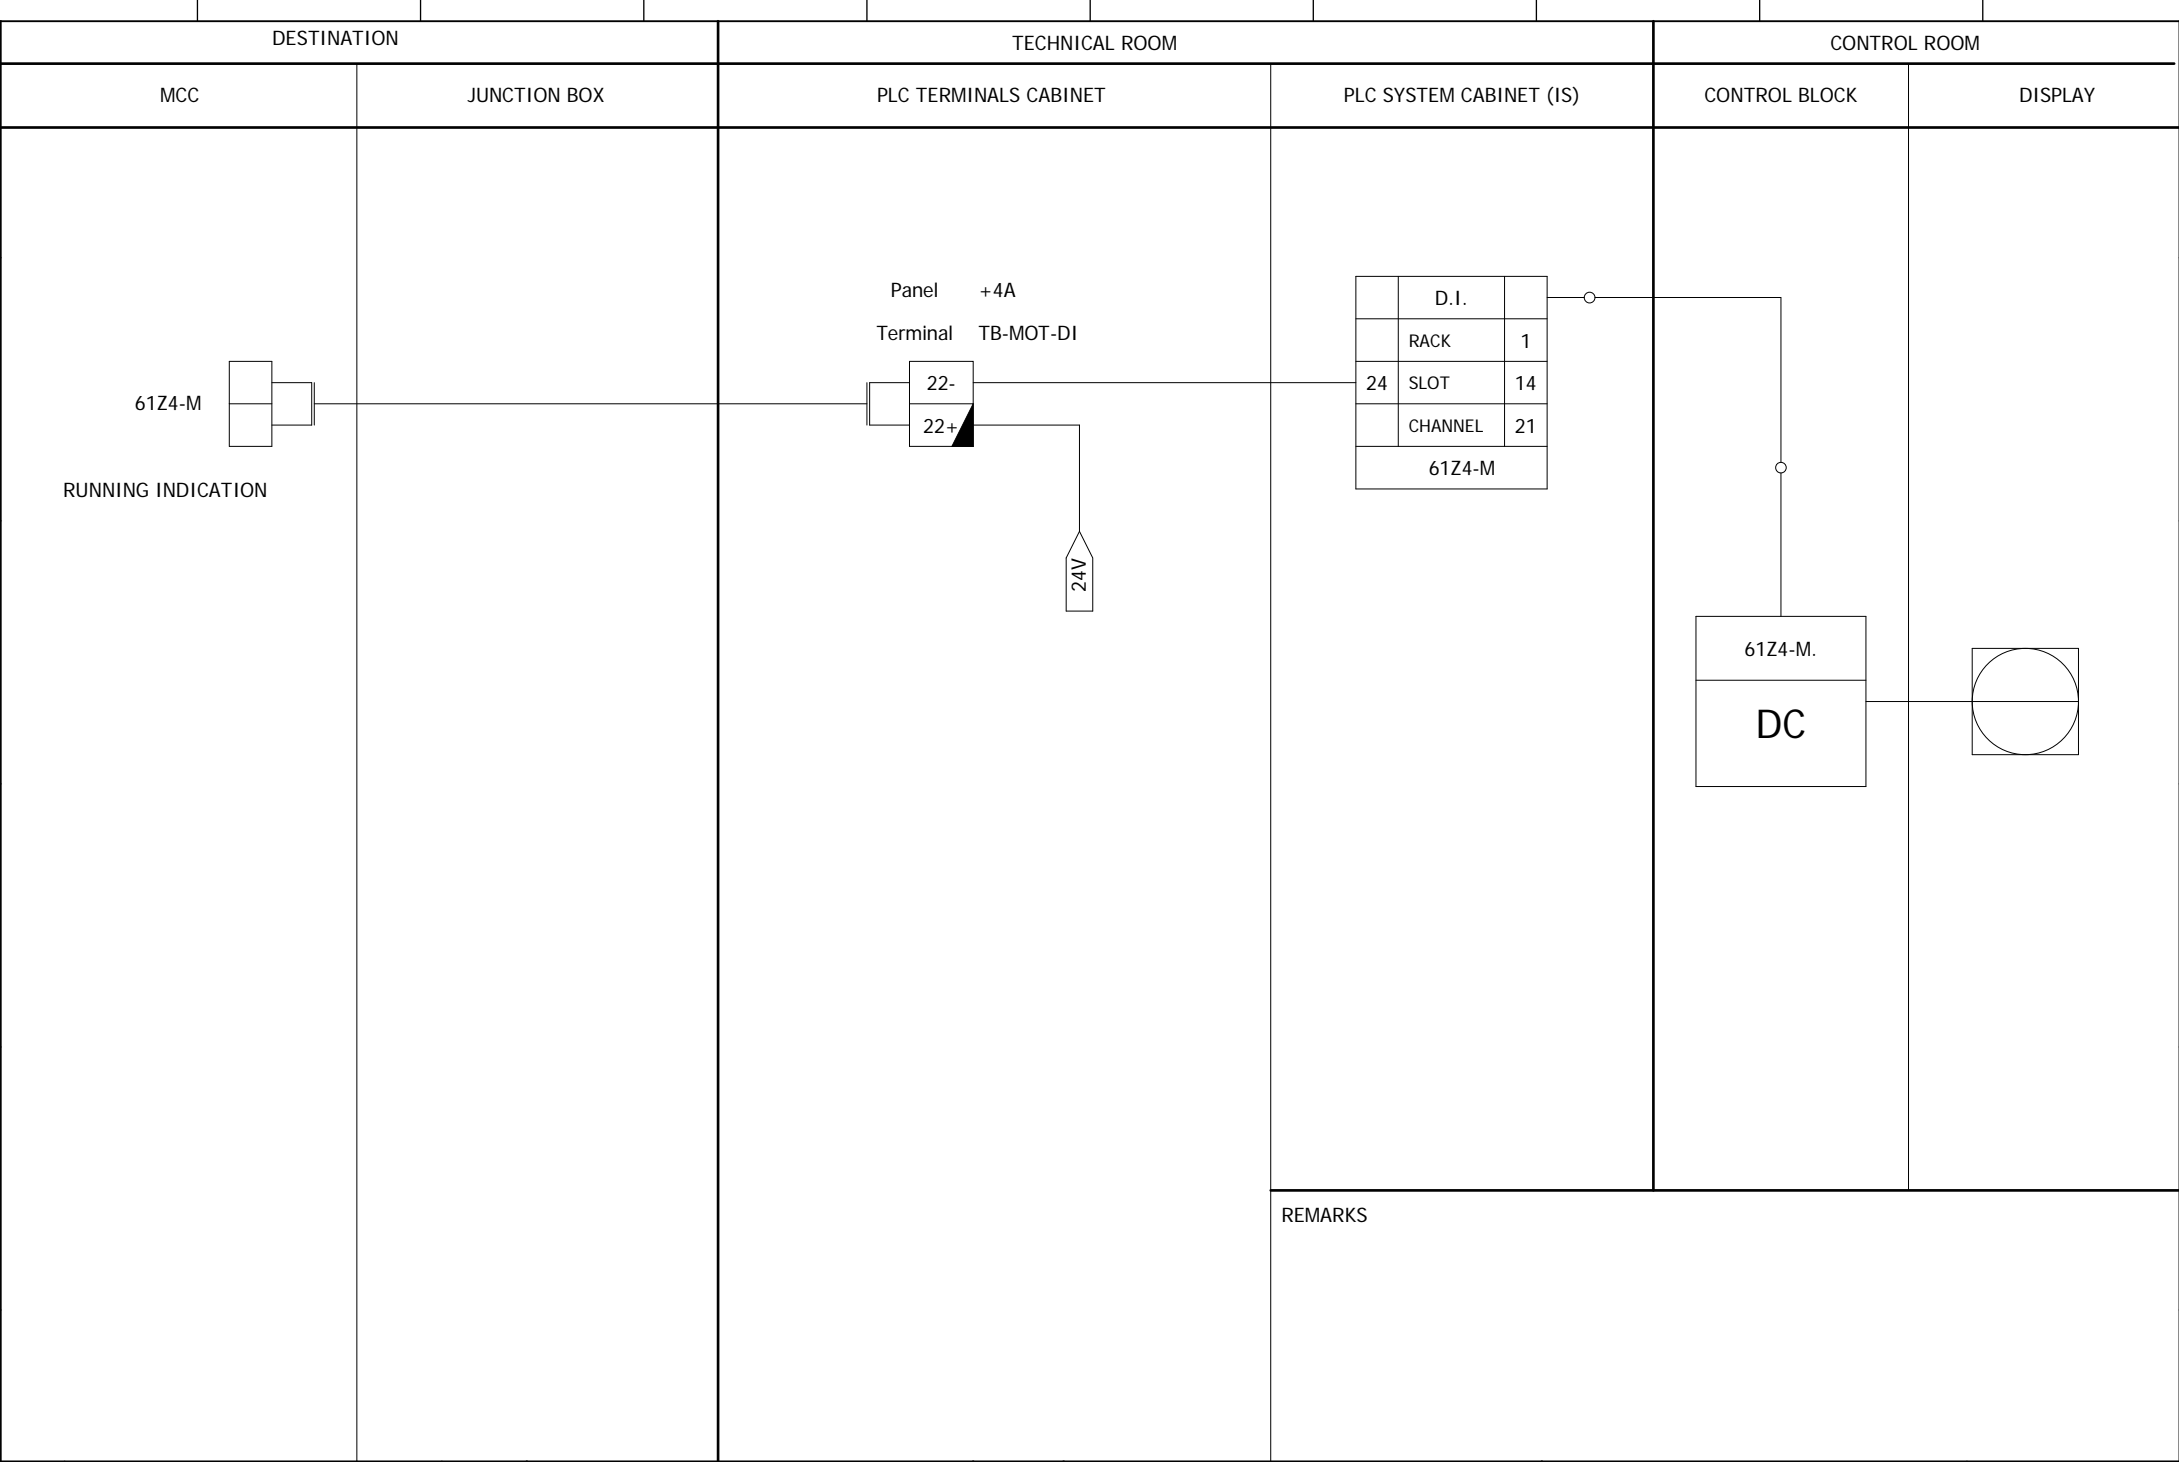 DESTINATION
TECHNICAL ROOM
CONTROL ROOM
MCC
JUNCTION BOX
PLC TERMINALS CABINET
PLC SYSTEM CABINET (IS)
CONTROL BLOCK
DISPLAY
61Z4-M
RUNNING INDICATION
Panel +4A
Terminal TB-MOT-DI
22-
22+
24V
D.I.
RACK 1
24 SLOT 14
CHANNEL 21
61Z4-M
61Z4-M.
DC
REMARKS